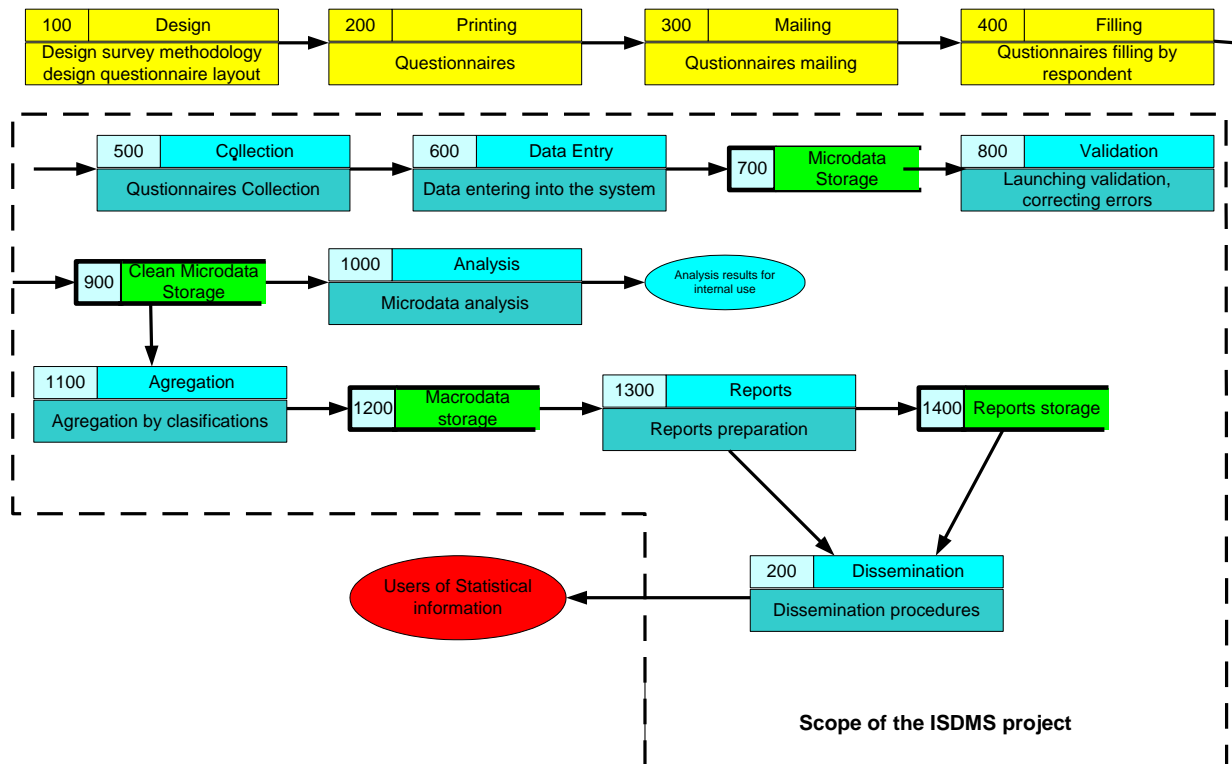 100 Design
Design survey methodology
design questionnaire layout
200 Printing
Questionnaires
300 Mailing
Qustionnaires mailing
400 Filling
Qustionnaires filling by
respondent
500 Collection
Qustionnaires Collection
600 Data Entry
Data entering into the system
700
Microdata
Storage
800 Validation
Launching validation,
correcting errors
900
Clean Microdata
Storage
1000 Analysis
Microdata analysis
Analysis results for
internal use
1100 Agregation
Agregation by clasifications
1200
Macrodata
storage
1300 Reports
Reports preparation
1400 Reports storage
200 Dissemination
Dissemination procedures
Users of Statistical
information
Scope of the ISDMS project